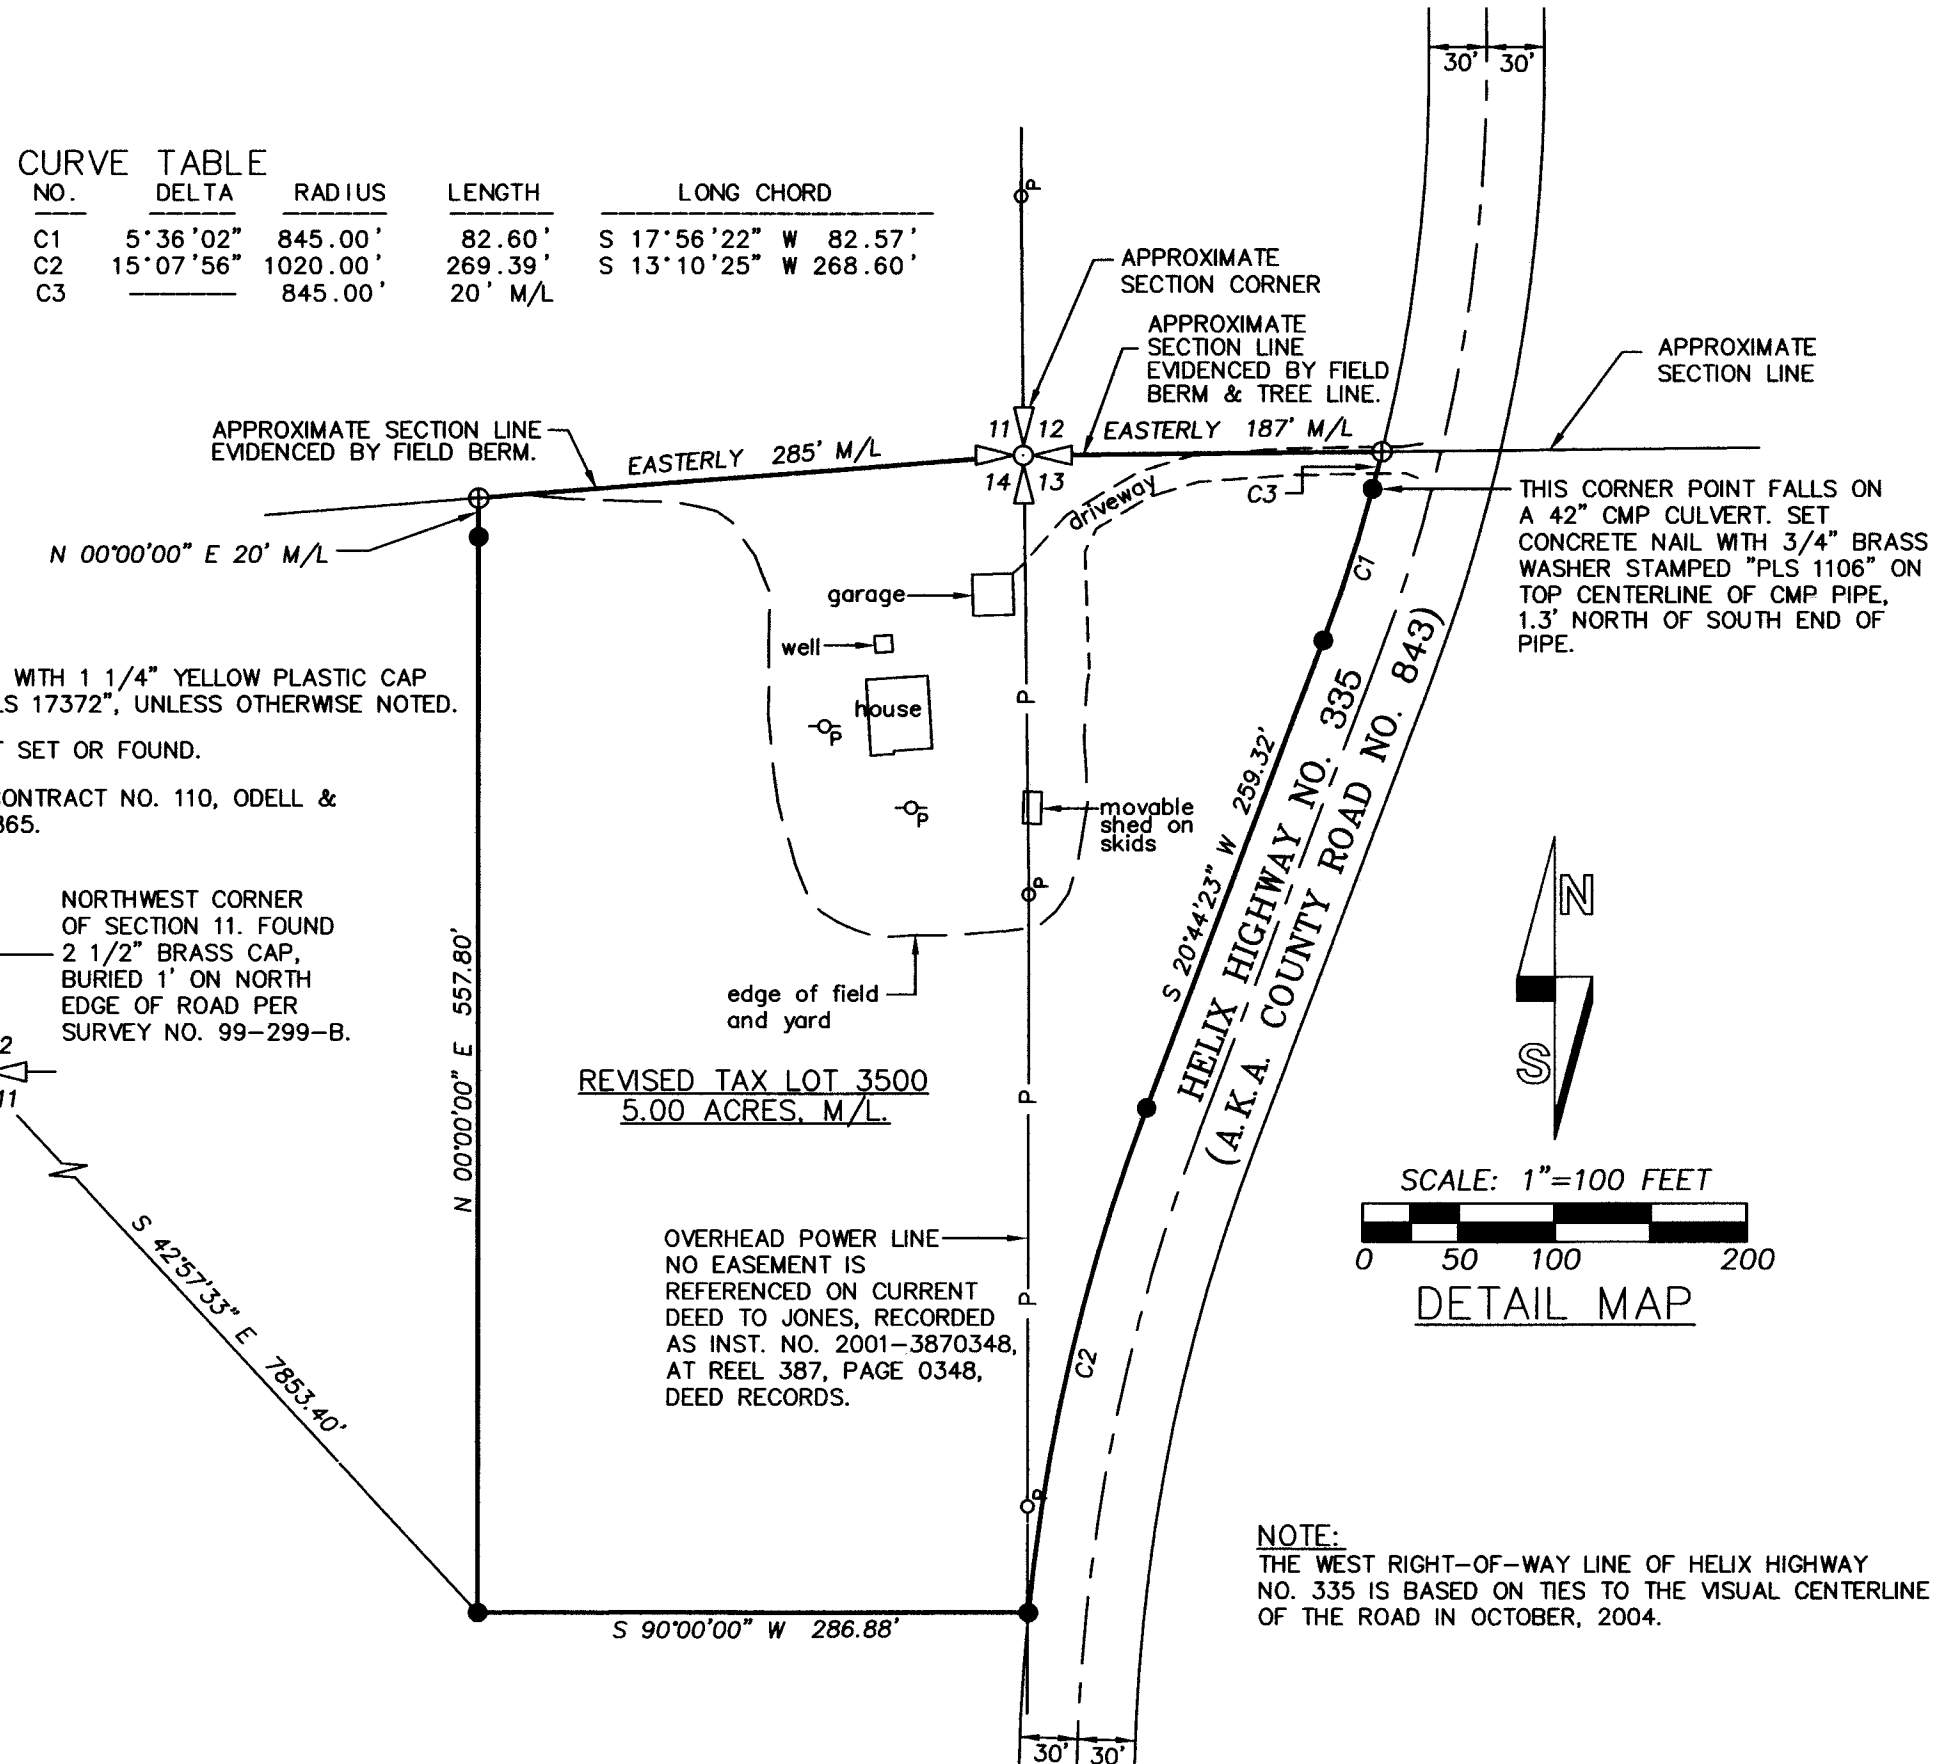 30' 30'
CURVE TABLE
NO. DELTA RADIUS LENGTH LONG CHORD
C1 5°36'02" 845.00' 82.60' S 17°56'22" W 82.57'
C2 15°07'56" 1020.00' 269.39' S 13°10'25" W 268.60'
C3 845.00' 20' M/L
P
APPROXIMATE
SECTION CORNER
APPROXIMATE
SECTION LINE
EVIDENCED BY FIELD
BERM & TREE LINE.
APPROXIMATE
SECTION LINE
APPROXIMATE SECTION LINE
EVIDENCED BY FIELD BERM.
EASTERLY 285' M/L
11 12
14 13
EASTERLY 187' M/L
C3
driveway
N 00°00'00" E 20' M/L
THIS CORNER POINT FALLS ON
A 42" CMP CULVERT. SET
CONCRETE NAIL WITH 3/4" BRASS
WASHER STAMPED "PLS 1106" ON
TOP CENTERLINE OF CMP PIPE,
1.3' NORTH OF SOUTH END OF
PIPE.
C1
garage
well
house
P
P
P
movable
shed on
skids
P
WITH 1 1/4" YELLOW PLASTIC CAP
LS 17372", UNLESS OTHERWISE NOTED.
T SET OR FOUND.
CONTRACT NO. 110, ODELL &
865.
NORTHWEST CORNER
OF SECTION 11. FOUND
2 1/2" BRASS CAP,
BURIED 1' ON NORTH
EDGE OF ROAD PER
SURVEY NO. 99-299-B.
2
11
S 42°57'33" E 7853.40'
N 00°00'00" E 557.80'
edge of field
and yard
REVISED TAX LOT 3500
5.00 ACRES, M/L.
P
S 20°44'23" W 259.32'
HELIX HIGHWAY NO. 335
(A.K.A. COUNTY ROAD NO. 843)
N
S
SCALE: 1"=100 FEET
0 50 100 200
DETAIL MAP
OVERHEAD POWER LINE
NO EASEMENT IS
REFERENCED ON CURRENT
DEED TO JONES, RECORDED
AS INST. NO. 2001-3870348,
AT REEL 387, PAGE 0348,
DEED RECORDS.
P
C2
P
S 90°00'00" W 286.88'
NOTE:
THE WEST RIGHT-OF-WAY LINE OF HELIX HIGHWAY
NO. 335 IS BASED ON TIES TO THE VISUAL CENTERLINE
OF THE ROAD IN OCTOBER, 2004.
30' 30'